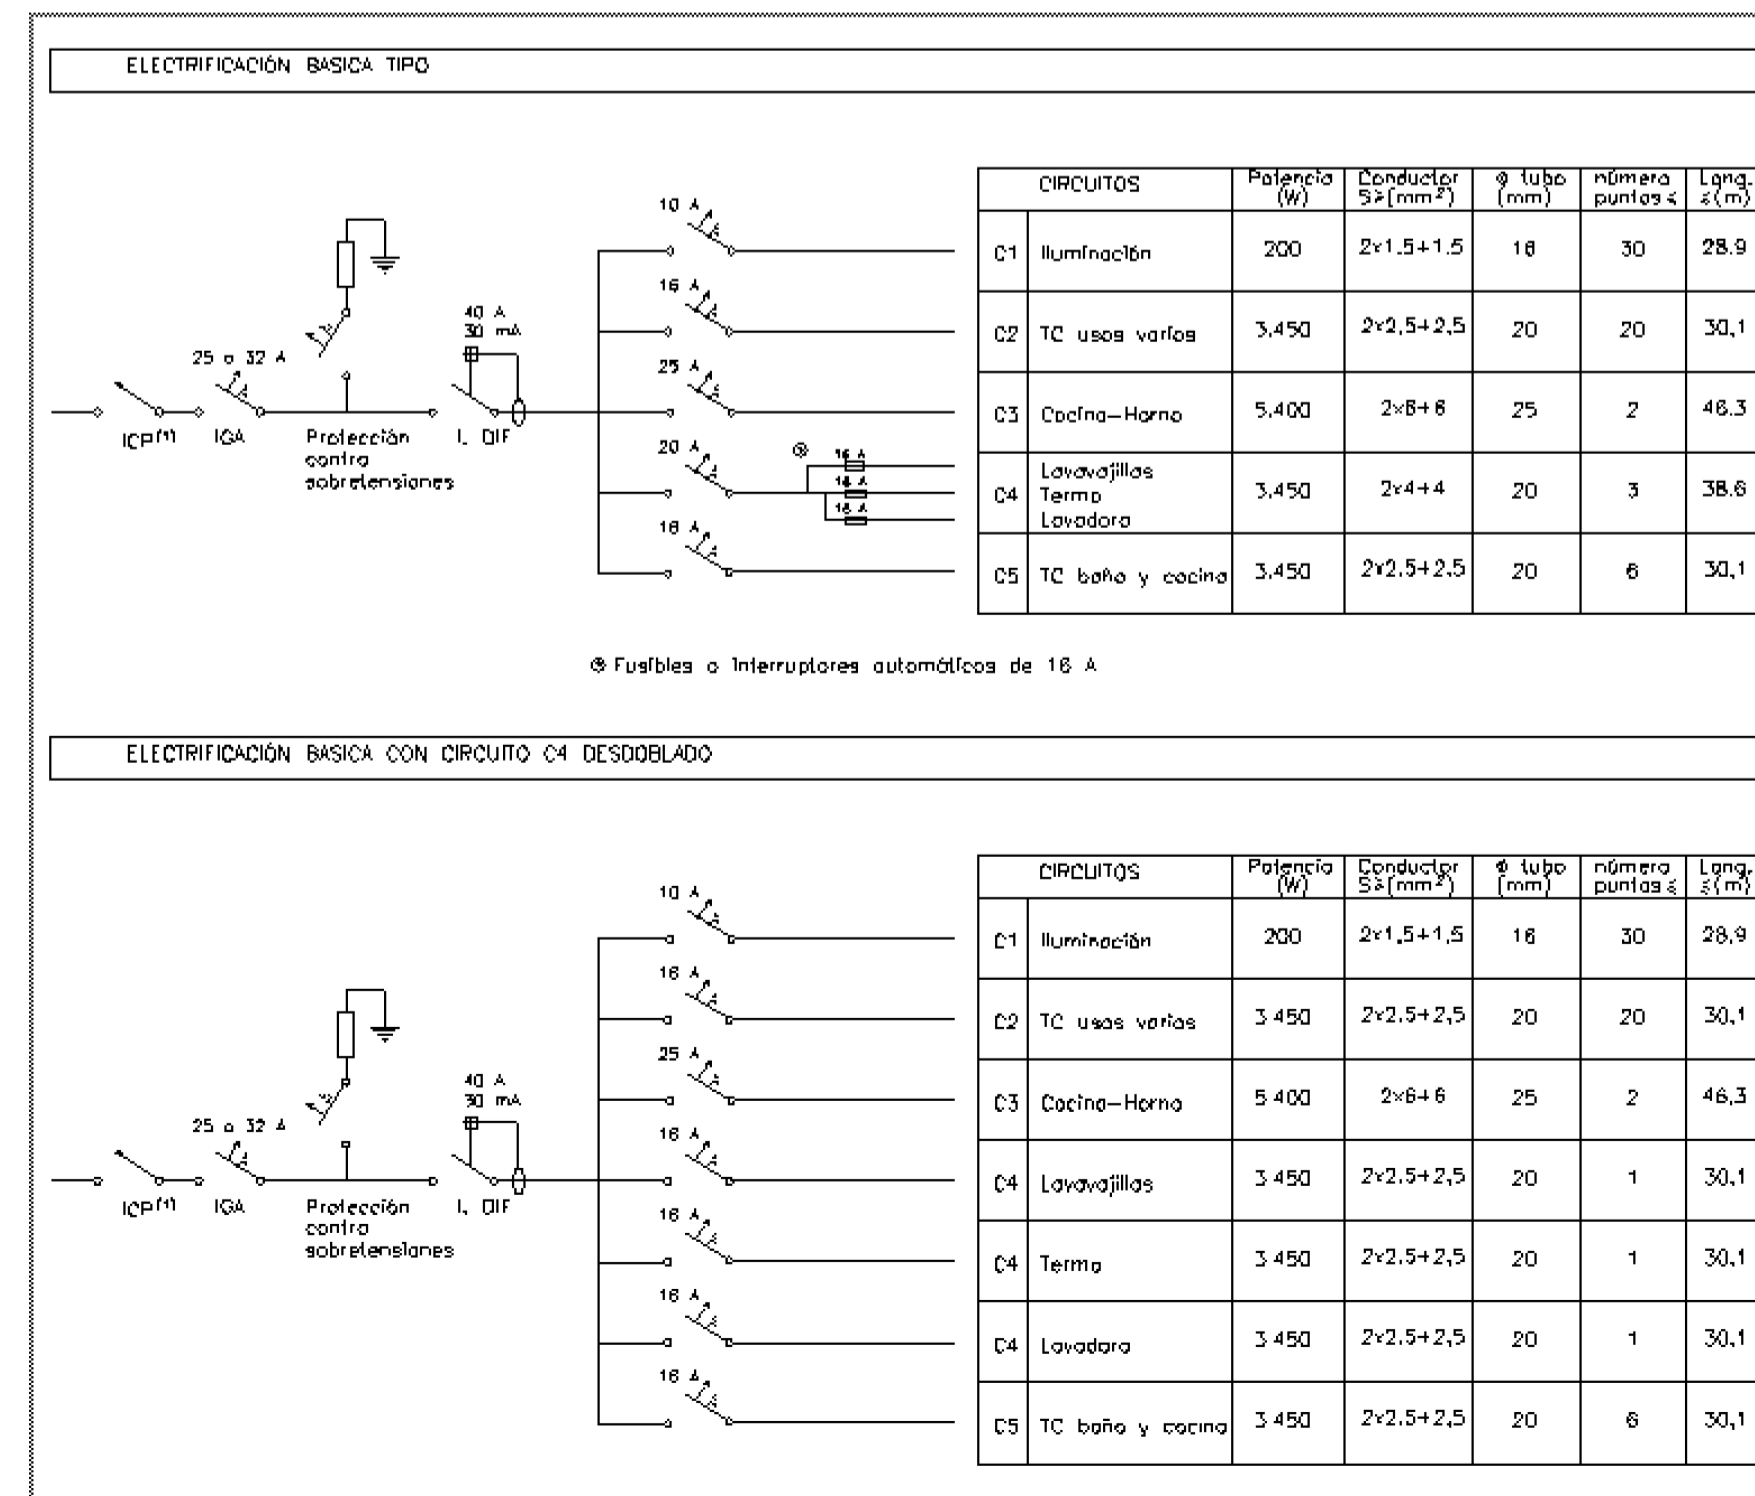 ELECTRIFICACIÓN BASICA TIPO
CIRCUITOS Potencia (W) Conductor S≥(mm²) Ø tubo (mm) número puntos ≤ Long. ≤(m)
C1 Iluminación 200 2x1.5+1.5 16 30 28.9
C2 TC usos varios 3.450 2x2,5+2,5 20 20 30,1
C3 Cocina-Horno 5.400 2x6+6 25 2 46.3
C4 Lavavajillas Termo Lavadora 3.450 2x4+4 20 3 38.6
C5 TC baño y cocina 3.450 2x2.5+2,5 20 6 30,1
10 A
16 A
25 A
20 A
16 A
16 A
16 A
16 A
40 A
30 mA
25 o 32 A
ICP(1)
IGA
Protección
contra
sobretensiones
I. DIF
Fusibles o Interruptores automáticos de 16 A
ELECTRIFICACIÓN BASICA CON CIRCUITO C4 DESDOBLADO
CIRCUITOS Potencia (W) Conductor S≥(mm²) Ø tubo (mm) número puntos ≤ Long. ≤(m)
C1 Iluminación 200 2x1,5+1,5 16 30 28,9
C2 TC usos varios 3 450 2x2.5+2,5 20 20 30,1
C3 Cocina-Horno 5 400 2x6+6 25 2 46,3
C4 Lavavajillas 3 450 2x2.5+2,5 20 1 30,1
C4 Termo 3 450 2x2.5+2,5 20 1 30,1
C4 Lavadora 3 450 2x2.5+2,5 20 1 30,1
C5 TC baño y cocina 3 450 2x2.5+2,5 20 6 30,1
10 A
16 A
25 A
16 A
16 A
16 A
16 A
40 A
30 mA
25 o 32 A
ICP(1)
IGA
Protección
contra
sobretensiones
I. DIF